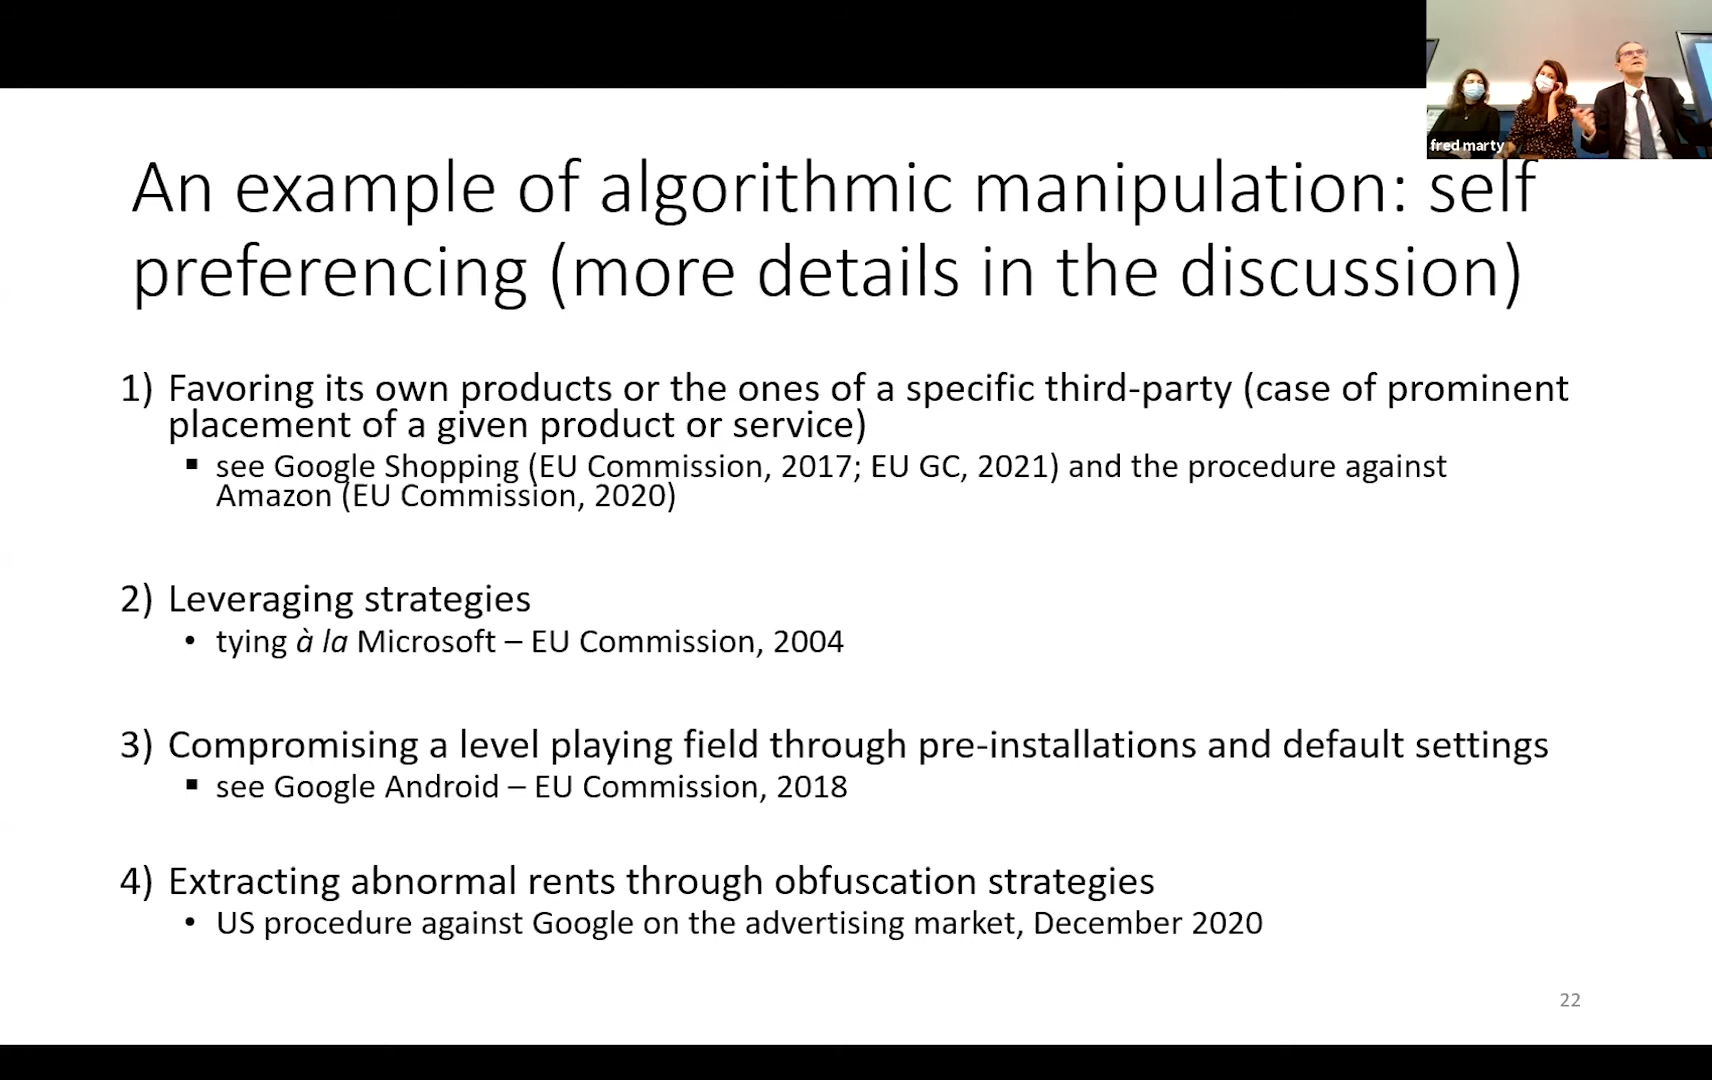 fred marty
An example of algorithmic manipulation: self
preferencing (more details in the discussion)
1) Favoring its own products or the ones of a specific third-party (case of prominent
placement of a given product or service)
▪ see Google Shopping (EU Commission, 2017; EU GC, 2021) and the procedure against
Amazon (EU Commission, 2020)
2) Leveraging strategies
• tying à la Microsoft – EU Commission, 2004
3) Compromising a level playing field through pre-installations and default settings
▪ see Google Android – EU Commission, 2018
4) Extracting abnormal rents through obfuscation strategies
• US procedure against Google on the advertising market, December 2020
22